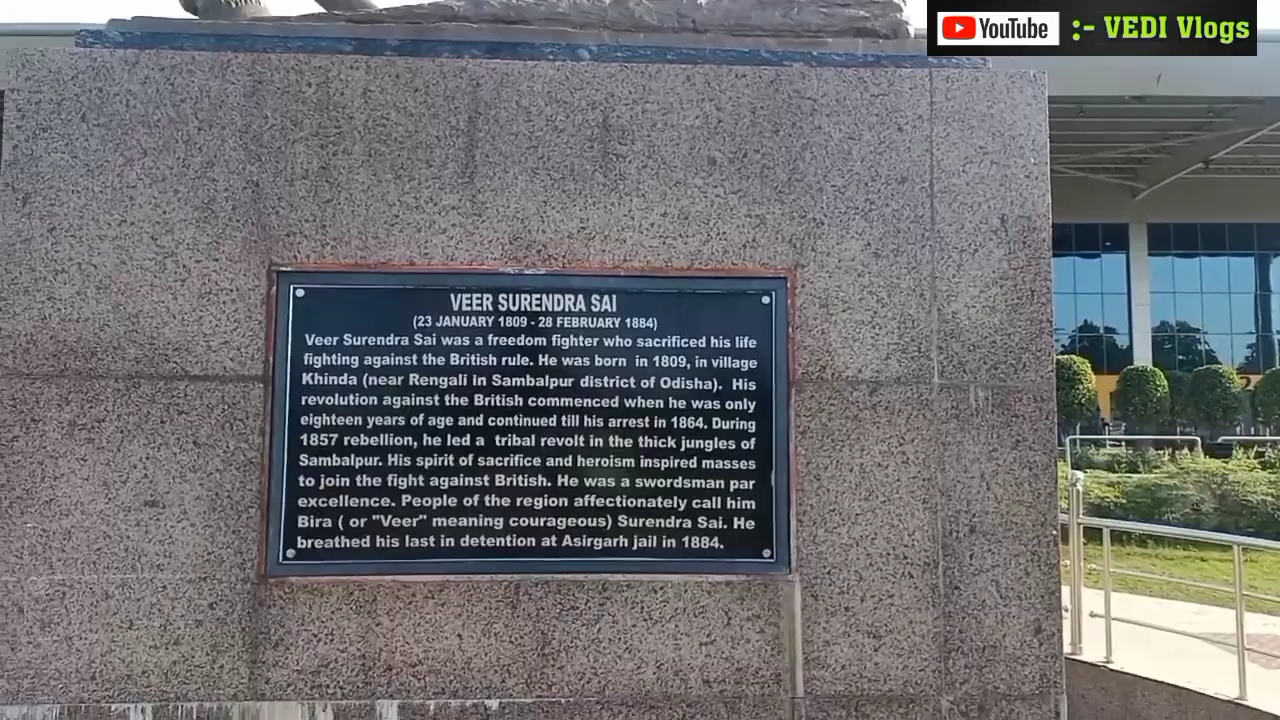 YouTube :- VEDI Vlogs
VEER SURENDRA SAI
(23 JANUARY 1809 - 28 FEBRUARY 1884)
Veer Surendra Sai was a freedom fighter who sacrificed his life
fighting against the British rule. He was born in 1809, in village
Khinda (near Rengali in Sambalpur district of Odisha). His
revolution against the British commenced when he was only
eighteen years of age and continued till his arrest in 1864. During
1857 rebellion, he led a tribal revolt in the thick jungles of
Sambalpur. His spirit of sacrifice and heroism inspired masses
to join the fight against British. He was a swordsman par
excellence. People of the region affectionately call him
Bira ( or "Veer" meaning courageous) Surendra Sai. He
breathed his last in detention at Asirgarh jail in 1884.